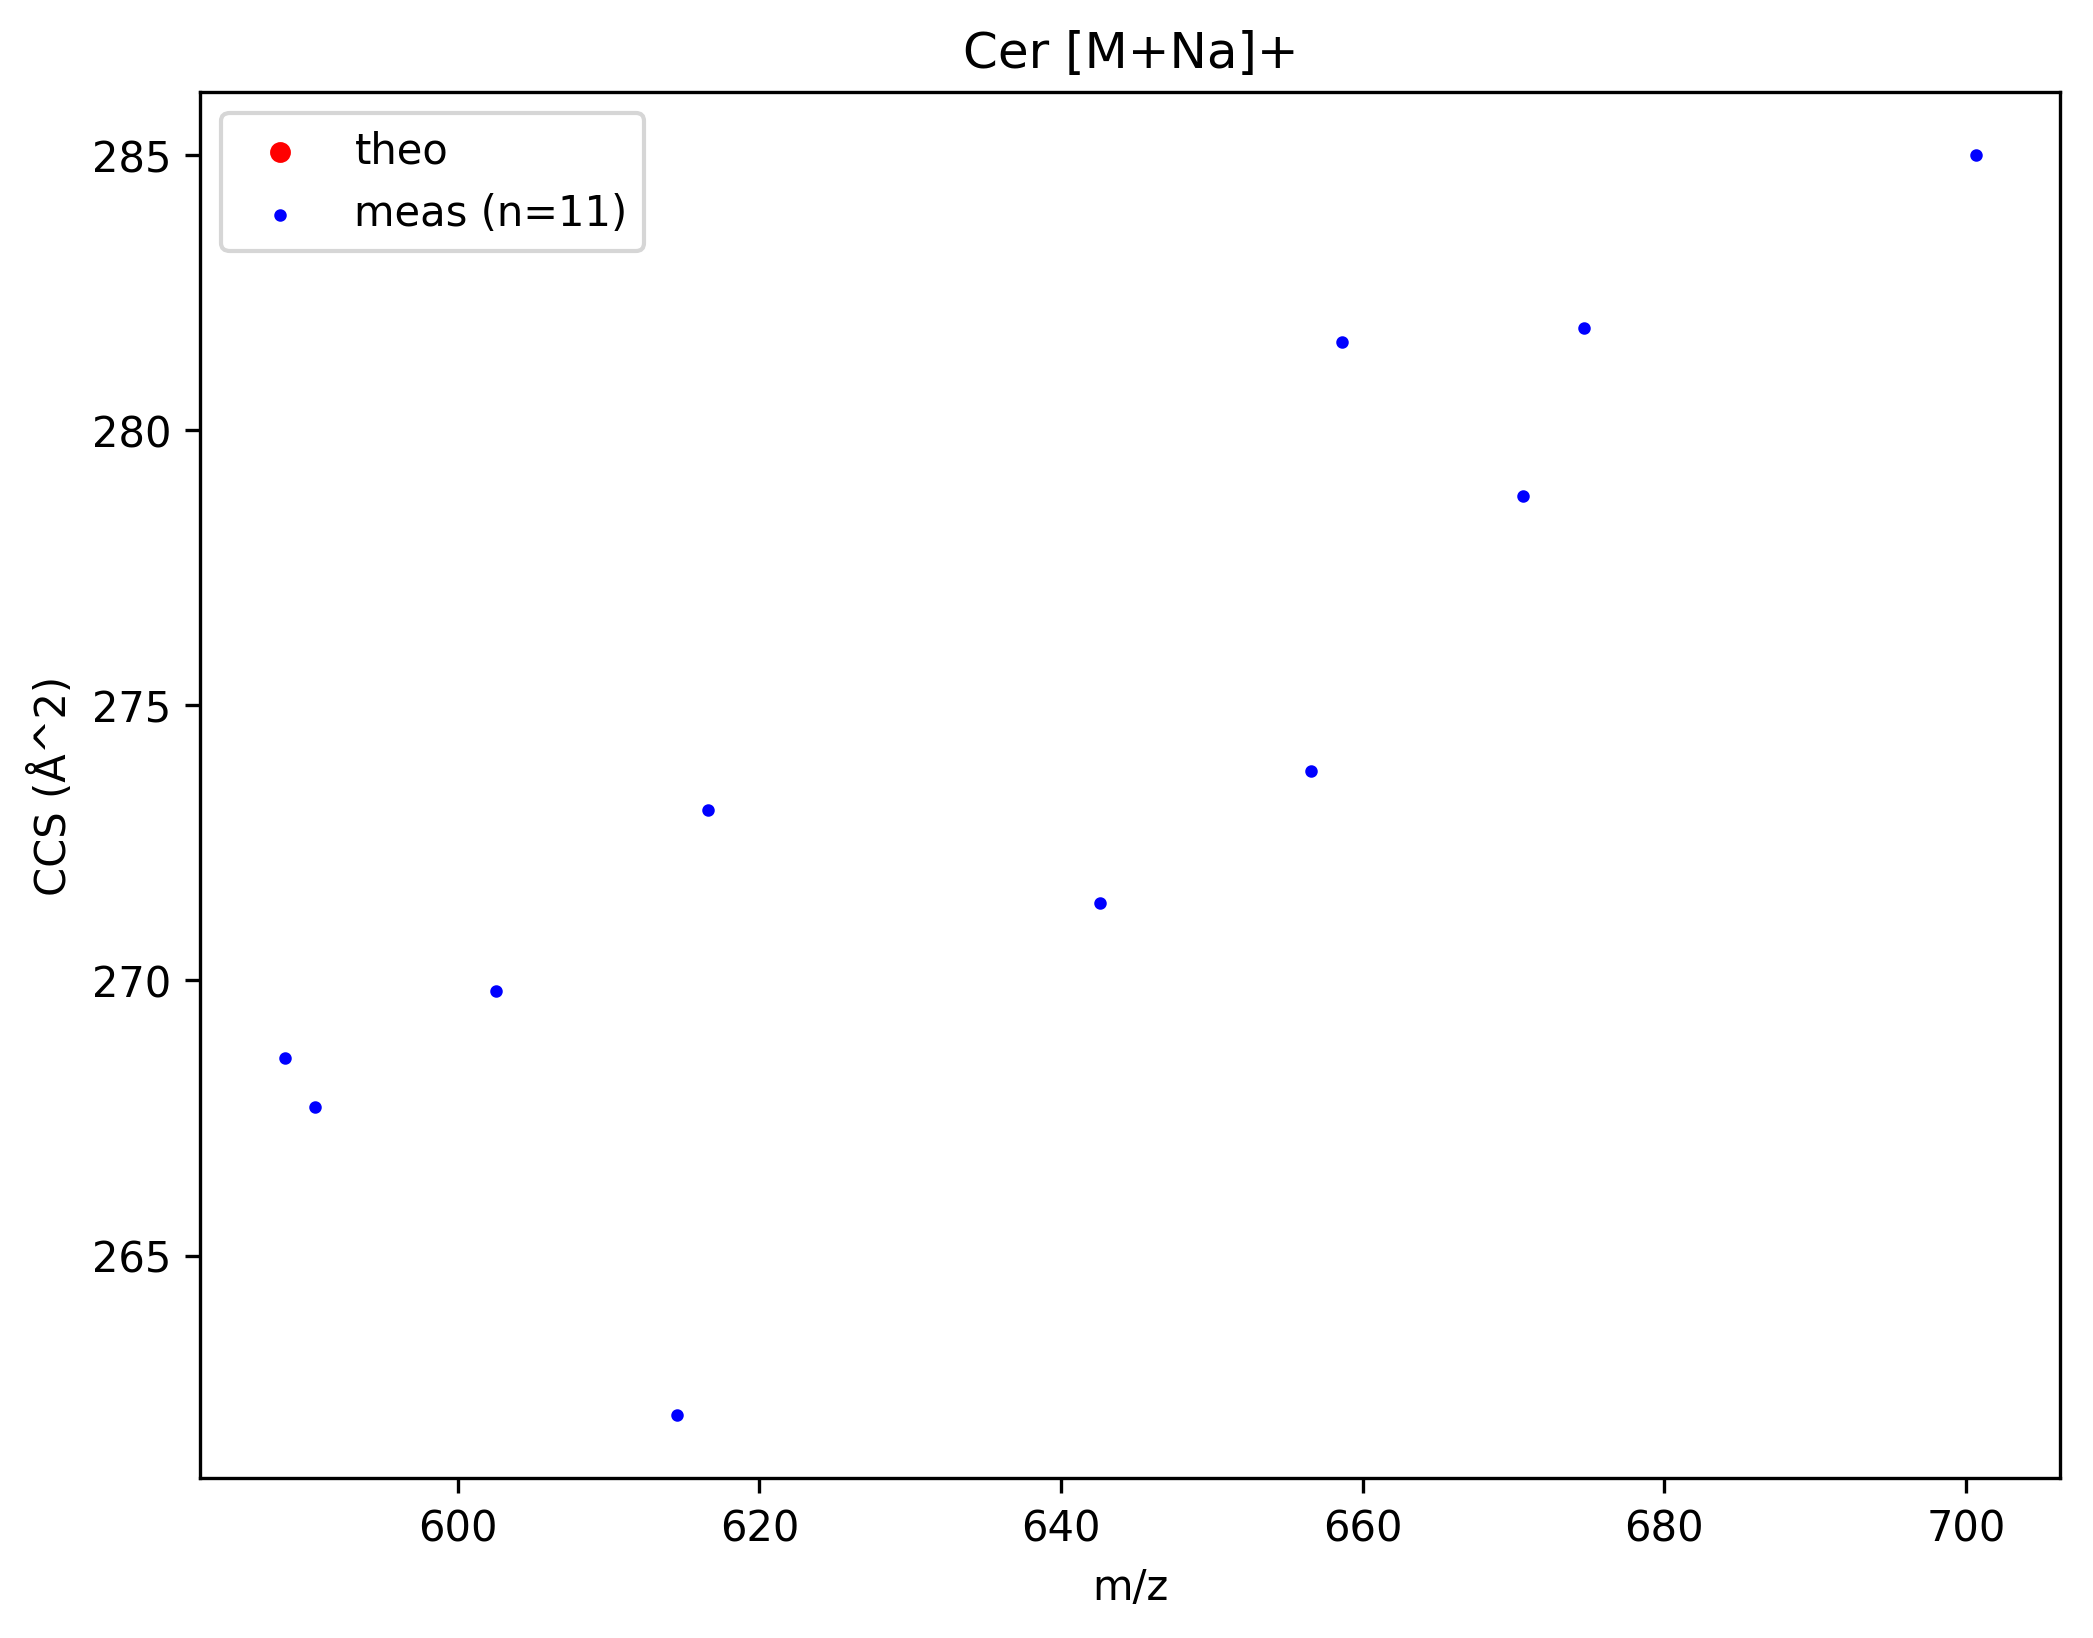 Cer [M+Na]+
theo
meas (n=11)
285
280
275
270
265
CCS (Å^2)
600 620 640 660 680 700
m/z